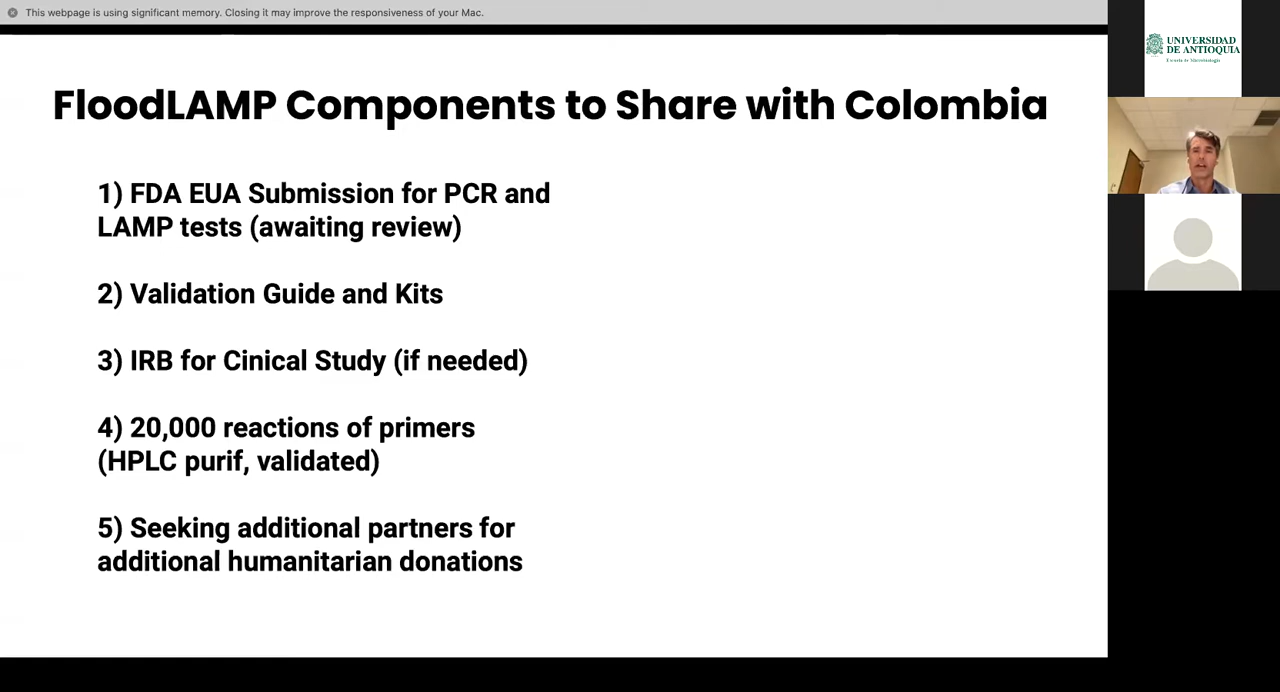 This webpage is using significant memory. Closing it may improve the responsiveness of your Mac.
FloodLAMP Components to Share with Colombia
1) FDA EUA Submission for PCR and
LAMP tests (awaiting review)
2) Validation Guide and Kits
3) IRB for Cinical Study (if needed)
4) 20,000 reactions of primers
(HPLC purif, validated)
5) Seeking additional partners for
additional humanitarian donations
UNIVERSIDAD
DE ANTIOQUIA
Escuela de Microbiología